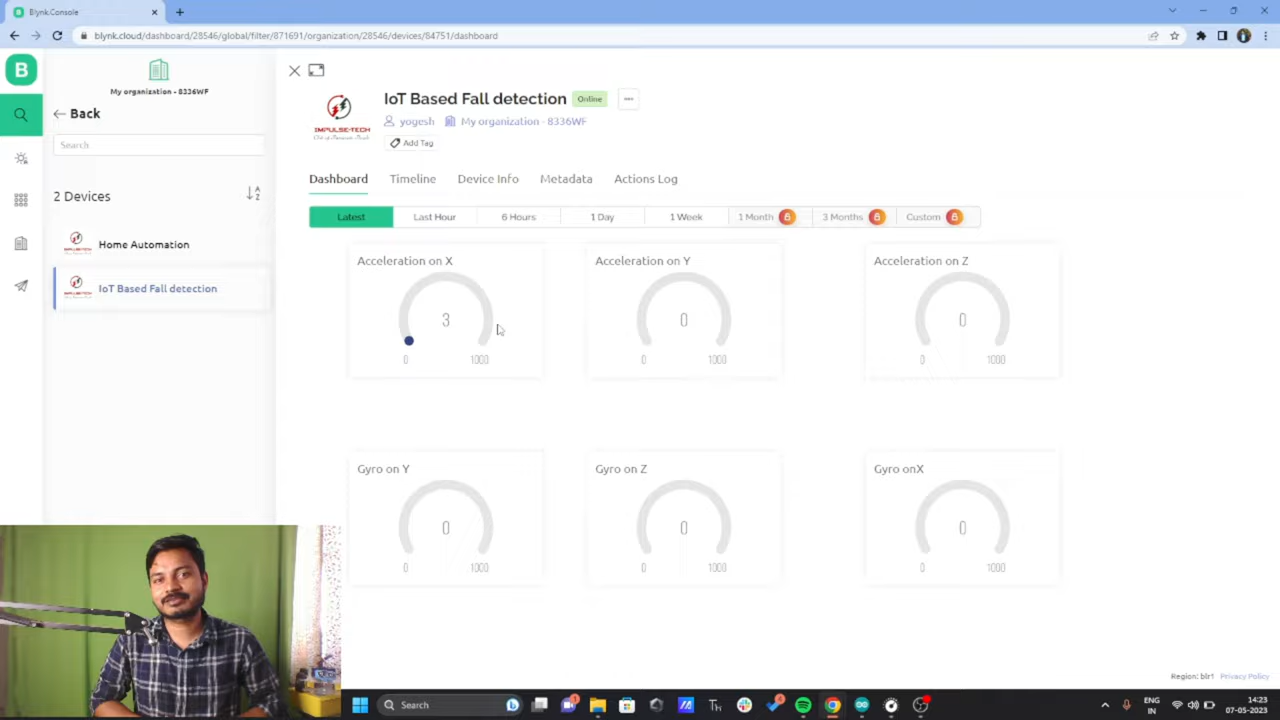 Blynk.Console
blynk.cloud/dashboard/28546/global/filter/871691/organization/28546/devices/84751/dashboard
B
My organization - 8336WF
Back
Search
2 Devices
Home Automation
IoT Based Fall detection
IMPULSE-TECH
IoT Based Fall detection Online
yogesh My organization - 8336WF
Add Tag
Dashboard Timeline Device Info Metadata Actions Log
Latest Last Hour 6 Hours 1 Day 1 Week 1 Month 3 Months Custom
Acceleration on X Acceleration on Y Acceleration on Z
3 0 0
0 1000 0 1000 0 1000
Gyro on Y Gyro on Z Gyro onX
0 0 0
0 1000 0 1000 0 1000
Region: blr1 Privacy Policy
Search
Th
ENG
IN
14:23
07-05-2023